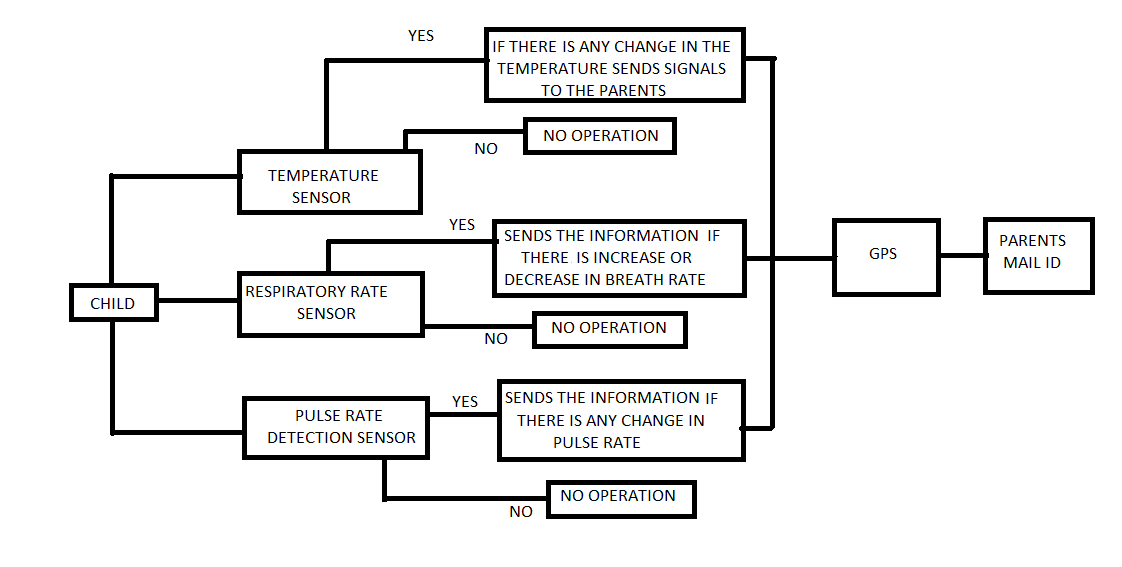 YES
IF THERE IS ANY CHANGE IN THE
TEMPERATURE SENDS SIGNALS
TO THE PARENTS
NO OPERATION
NO
TEMPERATURE
SENSOR
YES
SENDS THE INFORMATION IF
THERE IS INCREASE OR
DECREASE IN BREATH RATE
GPS
PARENTS
MAIL ID
CHILD
RESPIRATORY RATE
SENSOR
NO OPERATION
NO
YES
SENDS THE INFORMATION IF
THERE IS ANY CHANGE IN
PULSE RATE
PULSE RATE
DETECTION SENSOR
NO OPERATION
NO